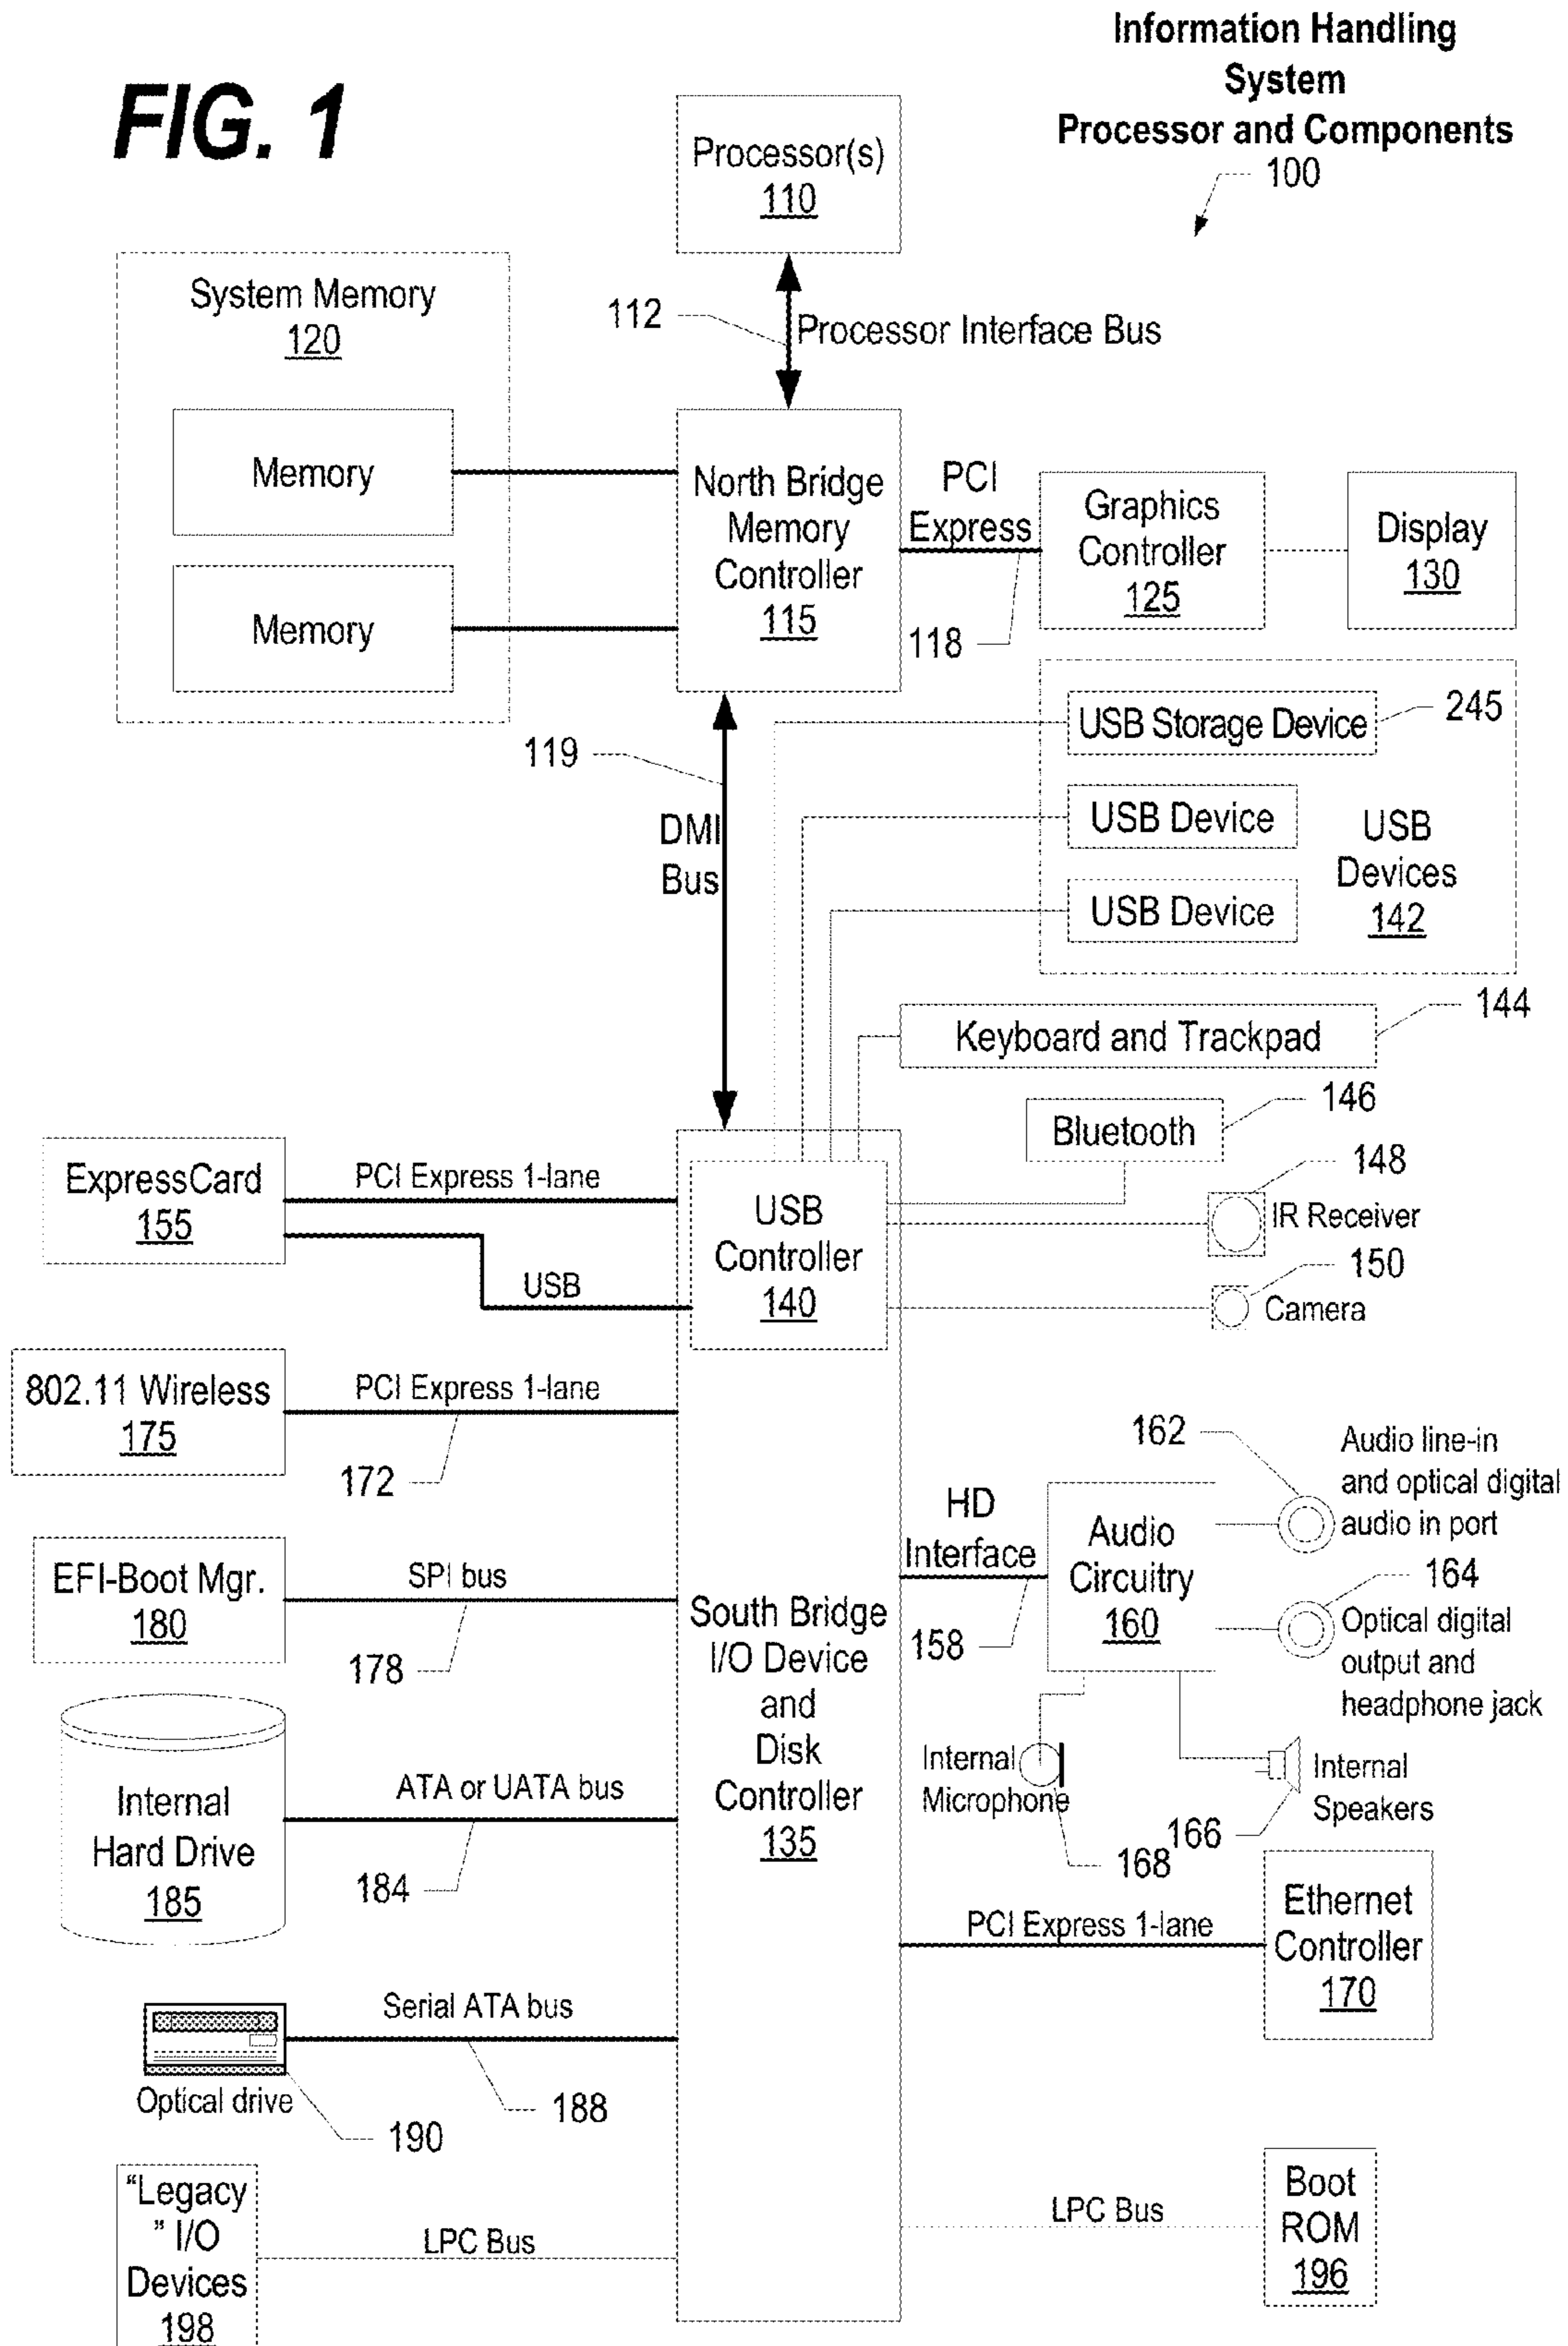 FIG. 1
Information Handling
System
Processor and Components
100
Processor(s)
110
112
Processor Interface Bus
System Memory
120
Memory
Memory
North Bridge
Memory
Controller
115
PCI
Express
118
Graphics
Controller
125
Display
130
119
DMI
Bus
USB Storage Device
245
USB Device
USB Device
USB
Devices
142
Keyboard and Trackpad
144
Bluetooth
146
148
IR Receiver
150
Camera
ExpressCard
155
PCI Express 1-lane
USB
USB
Controller
140
802.11 Wireless
175
PCI Express 1-lane
172
EFI-Boot Mgr.
180
SPI bus
178
South Bridge
I/O Device
and
Disk
Controller
135
HD
Interface
158
Audio
Circuitry
160
162
Audio line-in
and optical digital
audio in port
164
Optical digital
output and
headphone jack
Internal
Microphone
168
166
Internal
Speakers
Internal
Hard Drive
185
ATA or UATA bus
184
PCI Express 1-lane
Ethernet
Controller
170
Serial ATA bus
188
Optical drive
190
"Legacy
" I/O
Devices
198
LPC Bus
LPC Bus
Boot
ROM
196